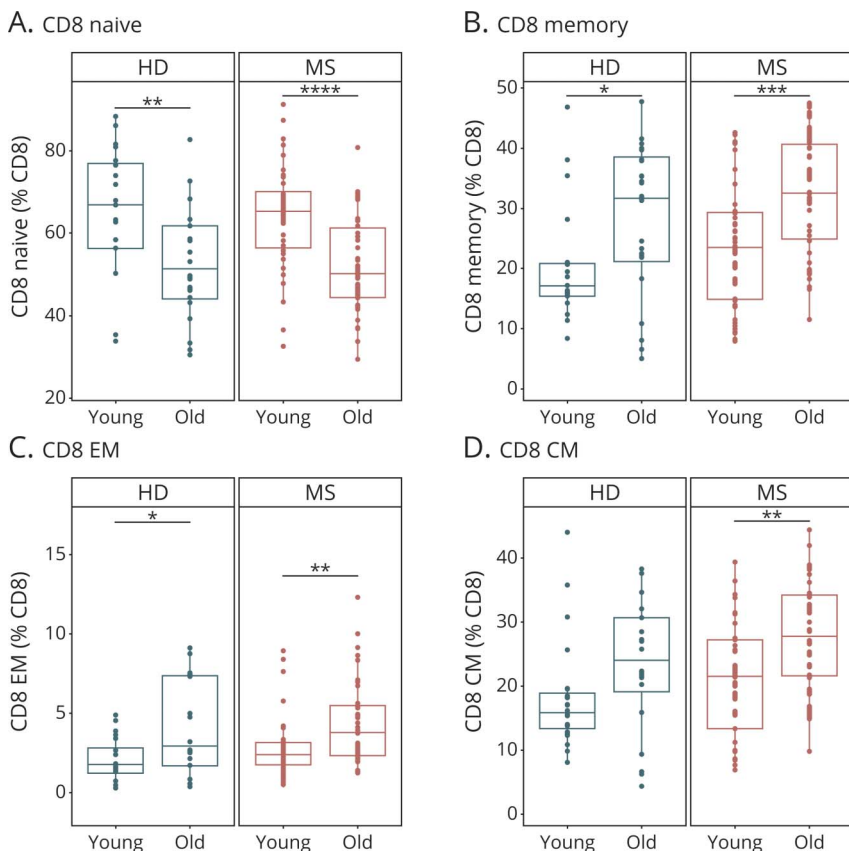 A. CD8 naive
HD
MS
**
****
CD8 naive (% CD8)
80
60
40
20
Young
Old
Young
Old
B. CD8 memory
HD
MS
*
***
CD8 memory (% CD8)
50
40
30
20
10
0
Young
Old
Young
Old
C. CD8 EM
HD
MS
*
**
CD8 EM (% CD8)
15
10
5
0
Young
Old
Young
Old
D. CD8 CM
HD
MS
**
CD8 CM (% CD8)
40
30
20
10
0
Young
Old
Young
Old